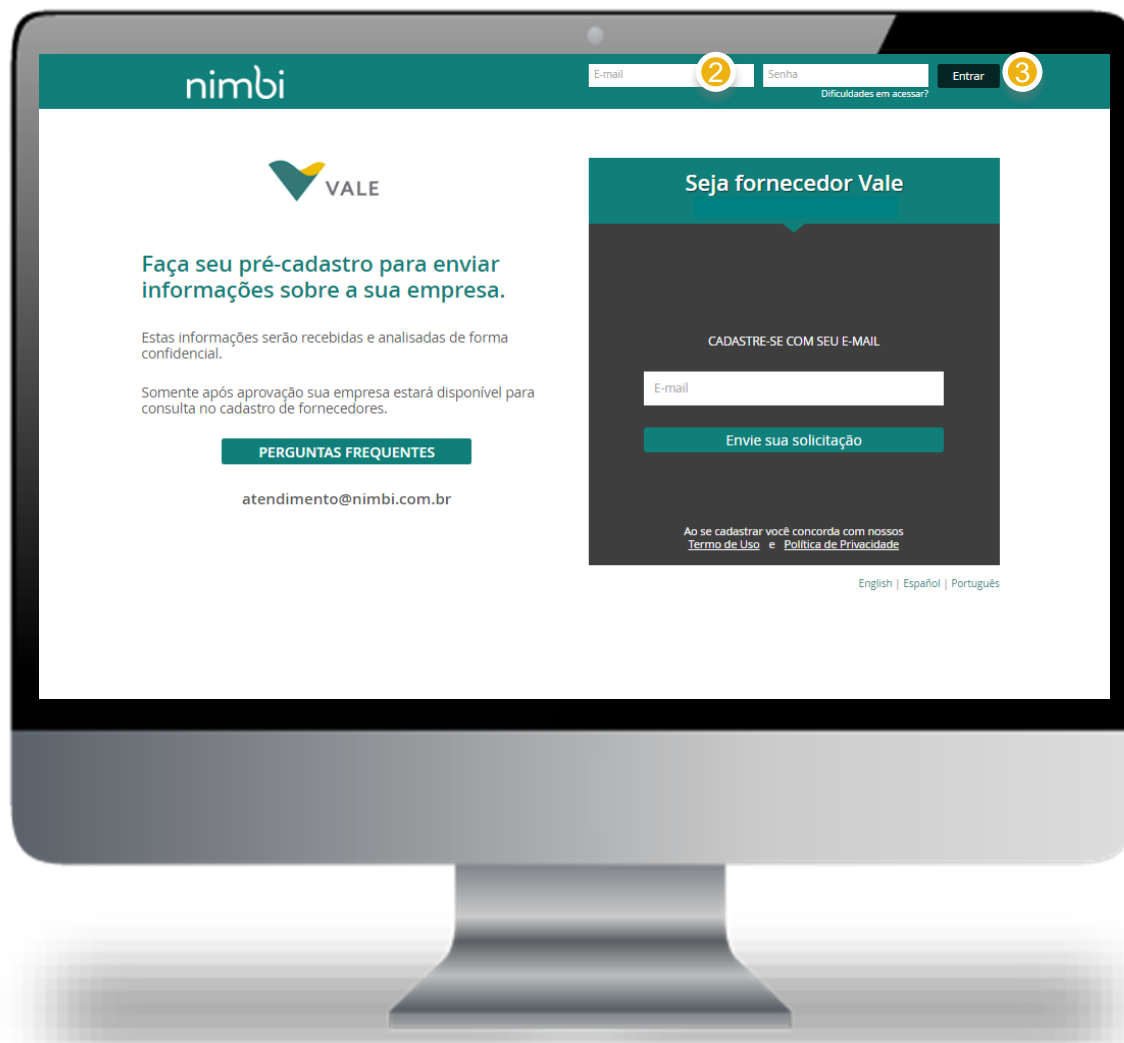 nimbi
E-mail
2
Senha
Entrar
3
Dificuldades em acessar?
VALE
Faça seu pré-cadastro para enviar
informações sobre a sua empresa.
Estas informações serão recebidas e analisadas de forma
confidencial.
Somente após aprovação sua empresa estará disponível para
consulta no cadastro de fornecedores.
PERGUNTAS FREQUENTES
atendimento@nimbi.com.br
Seja fornecedor Vale
CADASTRE-SE COM SEU E-MAIL
E-mail
Envie sua solicitação
Ao se cadastrar você concorda com nossos
Termo de Uso e Política de Privacidade
English | Español | Português